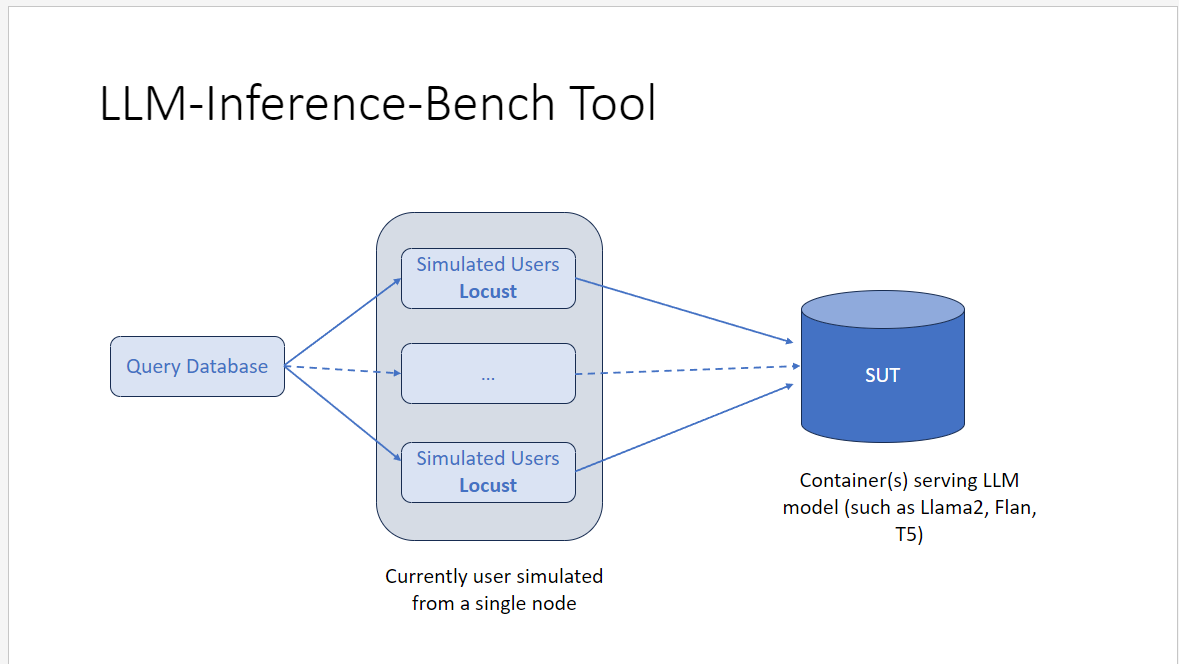 LLM-Inference-Bench Tool
Simulated Users
Locust
Query Database
...
SUT
Simulated Users
Locust
Container(s) serving LLM
model (such as Llama2, Flan,
T5)
Currently user simulated
from a single node